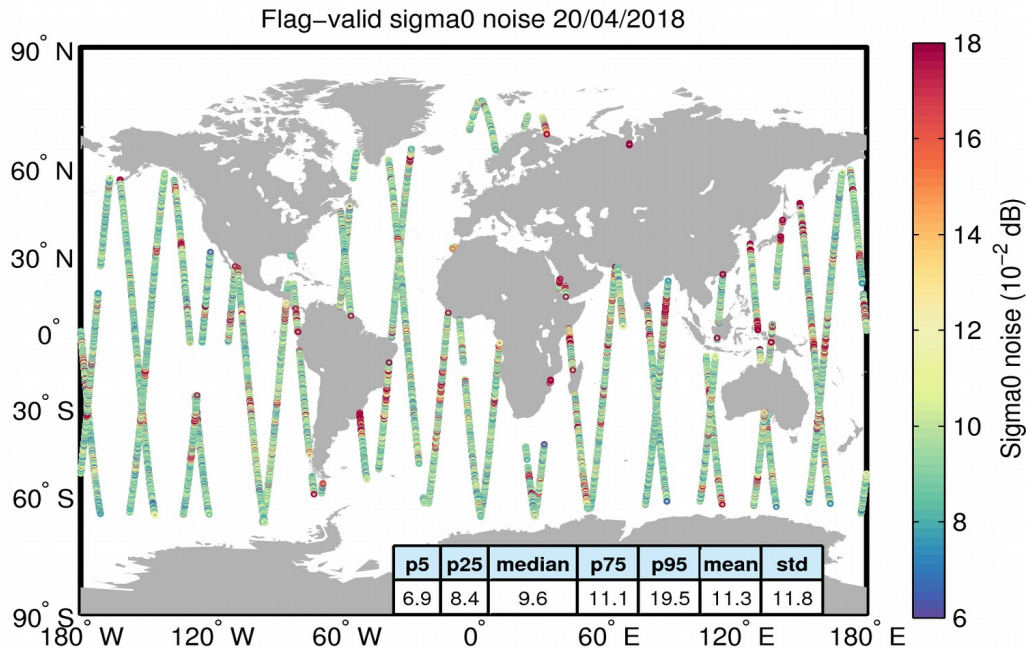 Flag−valid sigma0 noise 20/04/2018
90° N
60° N
30° N
0°
30° S
60° S
90° S
180° W
120° W
60° W
0°
60° E
120° E
180° E
p5 p25 median p75 p95 mean std
6.9 8.4 9.6 11.1 19.5 11.3 11.8
18
16
14
12
10
8
6
Sigma0 noise (10⁻² dB)